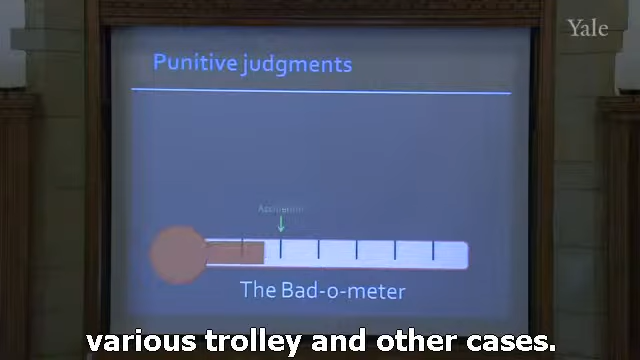 Yale
Punitive judgments
The Bad-o-meter
various trolley and other cases.